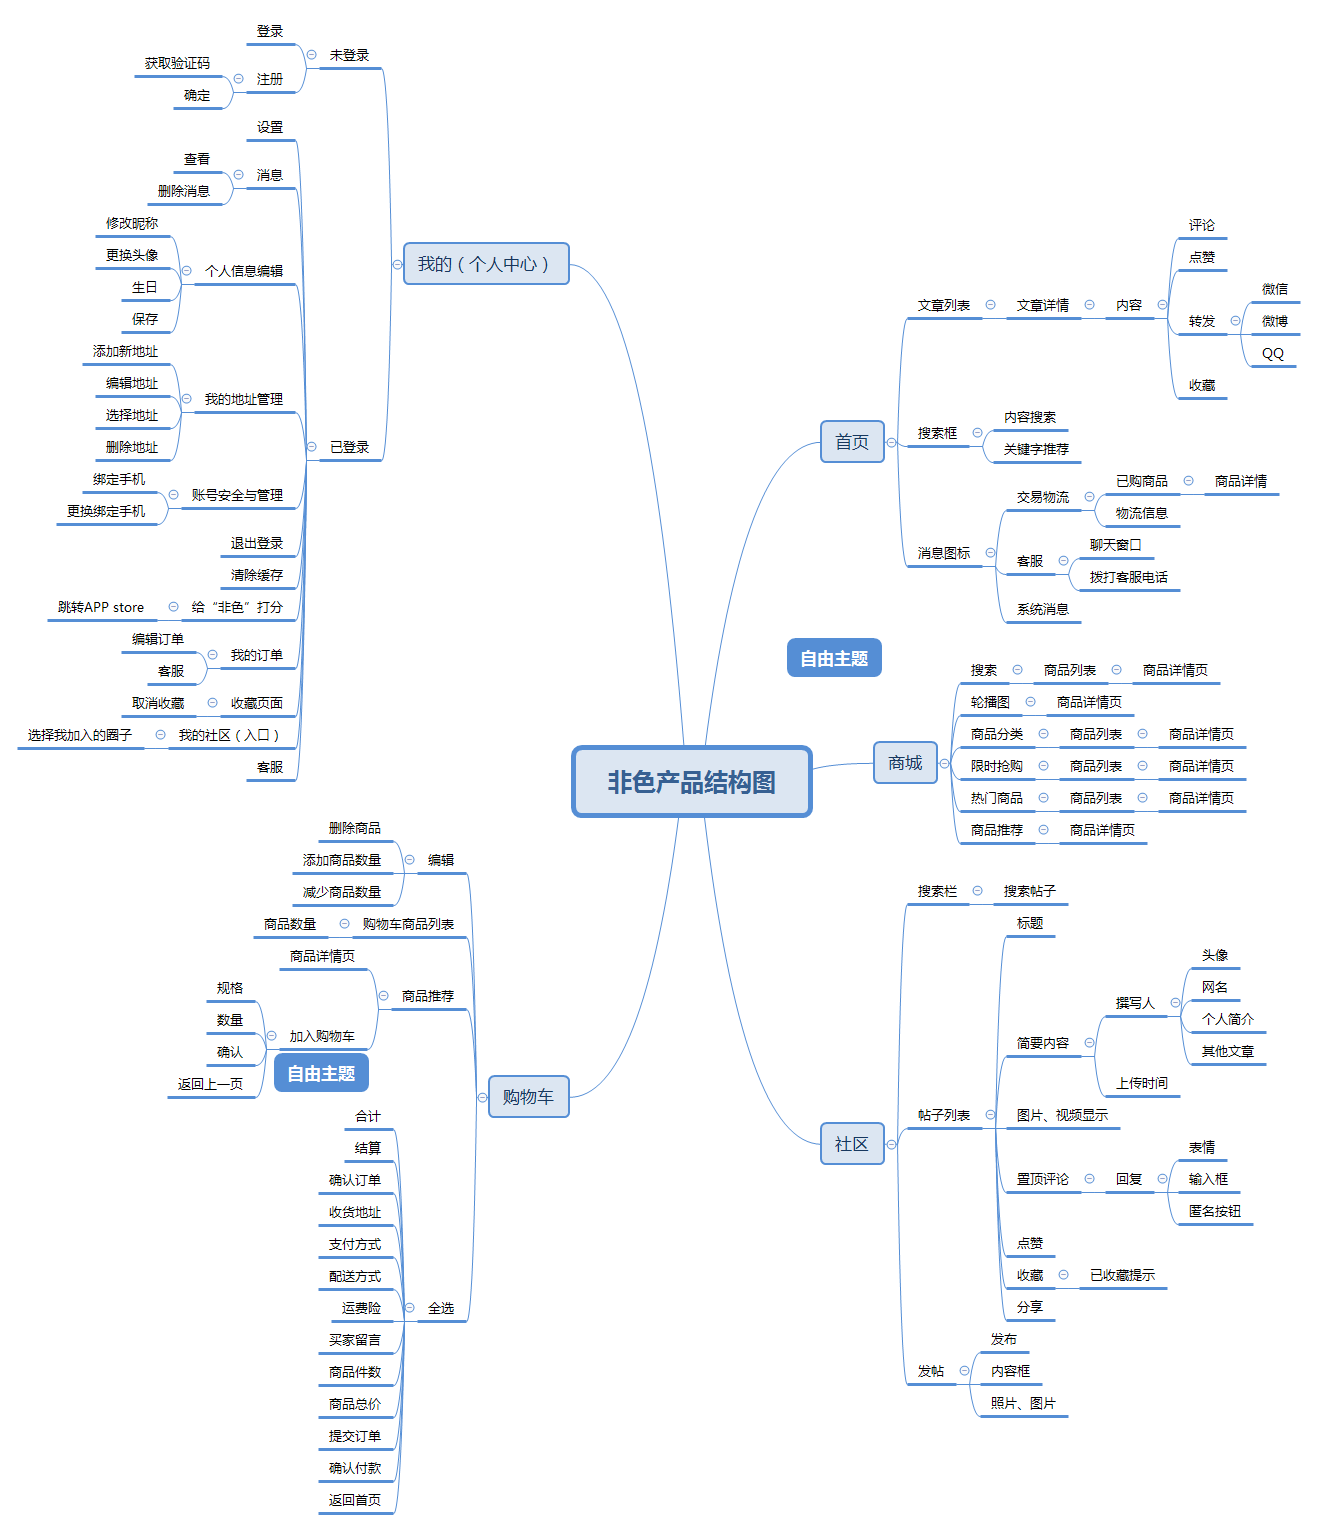 非色产品结构图
我的（个人中心）
未登录
登录
注册
获取验证码
确定
已登录
设置
消息
查看
删除消息
个人信息编辑
修改昵称
更换头像
生日
保存
我的地址管理
添加新地址
编辑地址
选择地址
删除地址
账号安全与管理
绑定手机
更换绑定手机
退出登录
清除缓存
给“非色”打分
跳转APP store
我的订单
编辑订单
客服
收藏页面
取消收藏
我的社区（入口）
选择我加入的圈子
客服
购物车
编辑
删除商品
添加商品数量
减少商品数量
购物车商品列表
商品数量
商品推荐
商品详情页
加入购物车
规格
数量
确认
返回上一页
自由主题
全选
合计
结算
确认订单
收货地址
支付方式
配送方式
运费险
买家留言
商品件数
商品总价
提交订单
确认付款
返回首页
首页
文章列表
文章详情
内容
评论
点赞
转发
微信
微博
QQ
收藏
搜索框
内容搜索
关键字推荐
消息图标
交易物流
已购商品
商品详情
物流信息
客服
聊天窗口
拨打客服电话
系统消息
自由主题
商城
搜索
商品列表
商品详情页
轮播图
商品详情页
商品分类
商品列表
商品详情页
限时抢购
商品列表
商品详情页
热门商品
商品列表
商品详情页
商品推荐
商品详情页
社区
搜索栏
搜索帖子
帖子列表
标题
简要内容
撰写人
头像
网名
个人简介
其他文章
上传时间
图片、视频显示
置顶评论
回复
表情
输入框
匿名按钮
点赞
收藏
已收藏提示
分享
发帖
发布
内容框
照片、图片